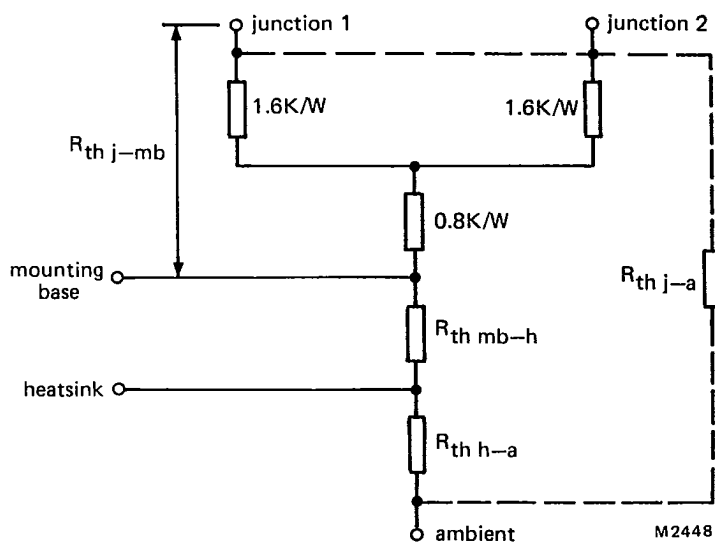 junction 1
junction 2
1.6K/W
1.6K/W
Rth j–mb
0.8K/W
mounting
base
Rth j–a
Rth mb–h
heatsink
Rth h–a
ambient
M2448